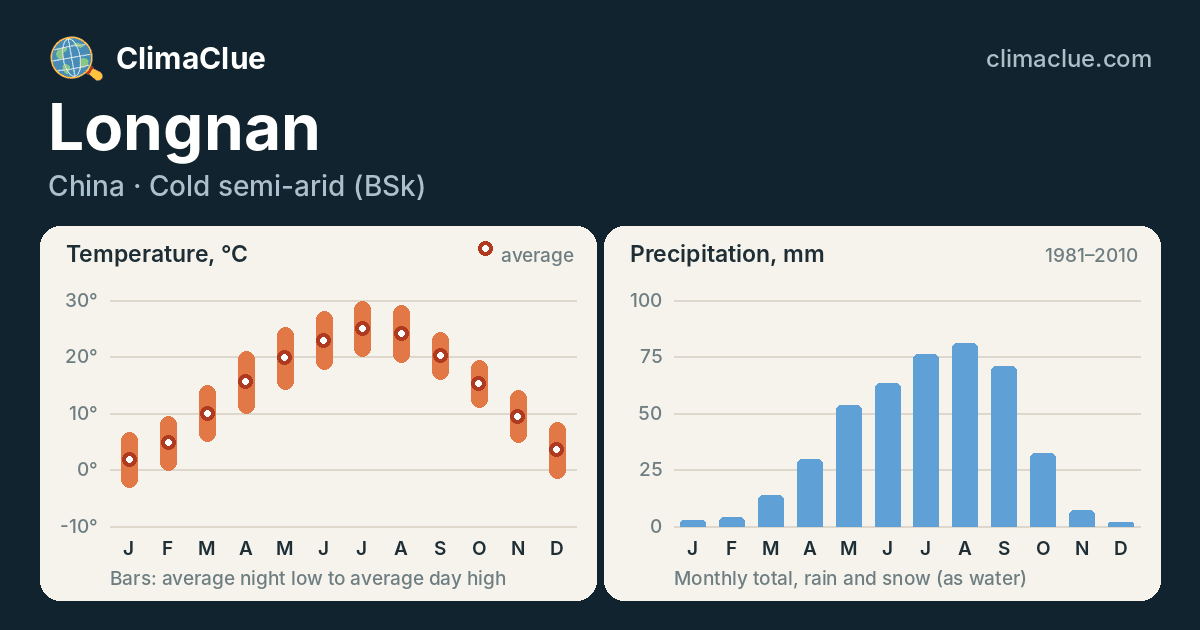 ClimaClue
climaclue.com
Longnan
China · Cold semi-arid (BSk)
Temperature, °C
average
30°
20°
10°
0°
-10°
J F M A M J J A S O N D
Bars: average night low to average day high
Precipitation, mm
1981–2010
100
75
50
25
0
J F M A M J J A S O N D
Monthly total, rain and snow (as water)